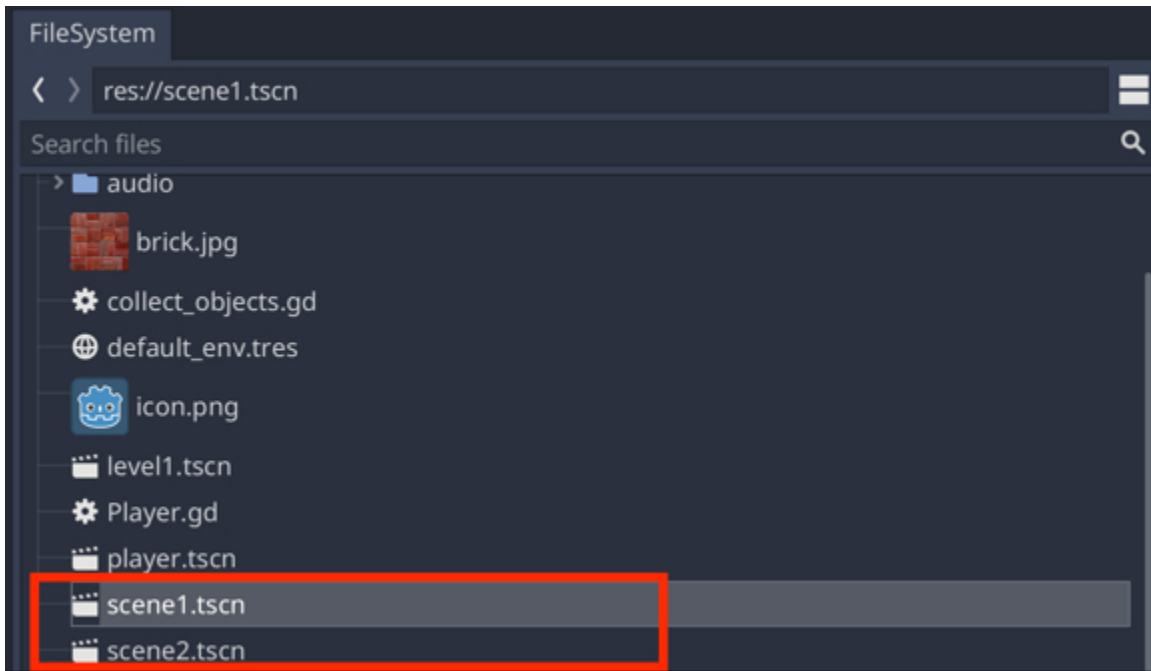 FileSystem
res://scene1.tscn
Search files
audio
brick.jpg
collect_objects.gd
default_env.tres
icon.png
level1.tscn
Player.gd
player.tscn
scene1.tscn
scene2.tscn